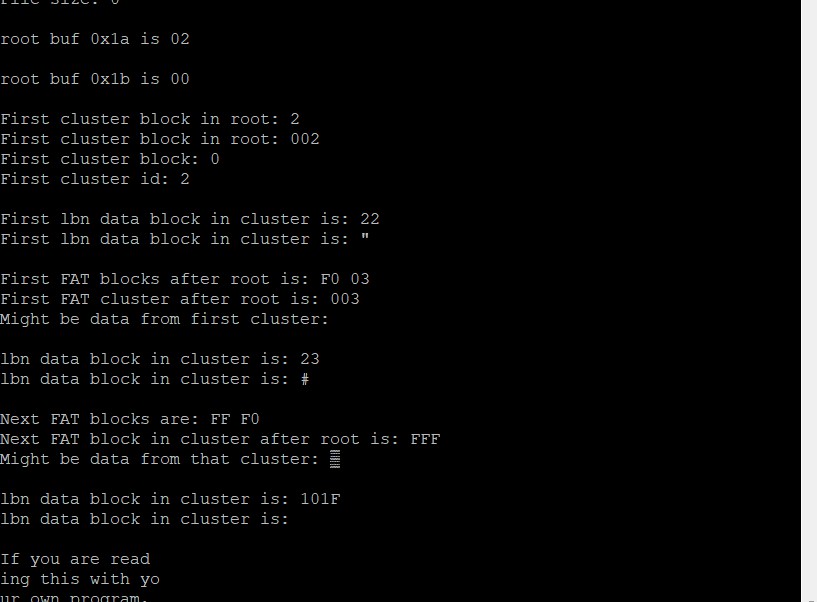 File size: 0
root buf 0x1a is 02
root buf 0x1b is 00
First cluster block in root: 2
First cluster block in root: 002
First cluster block: 0
First cluster id: 2
First lbn data block in cluster is: 22
First lbn data block in cluster is: "
First FAT blocks after root is: F0 03
First FAT cluster after root is: 003
Might be data from first cluster:
lbn data block in cluster is: 23
lbn data block in cluster is: #
Next FAT blocks are: FF F0
Next FAT block in cluster after root is: FFF
Might be data from that cluster:
lbn data block in cluster is: 101F
lbn data block in cluster is:
If you are read
ing this with yo
ur own program.